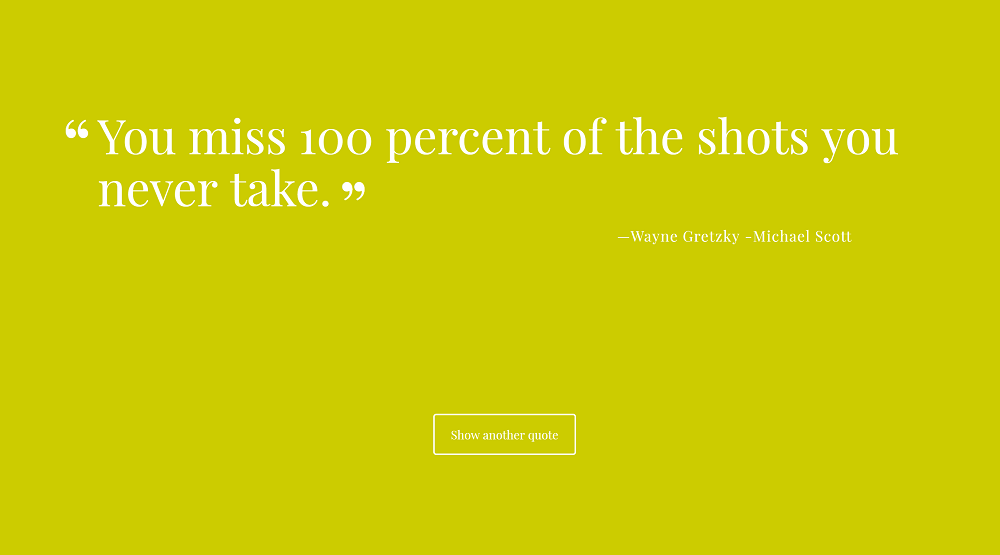 “ You miss 100 percent of the shots you
never take. ”
—Wayne Gretzky -Michael Scott
Show another quote